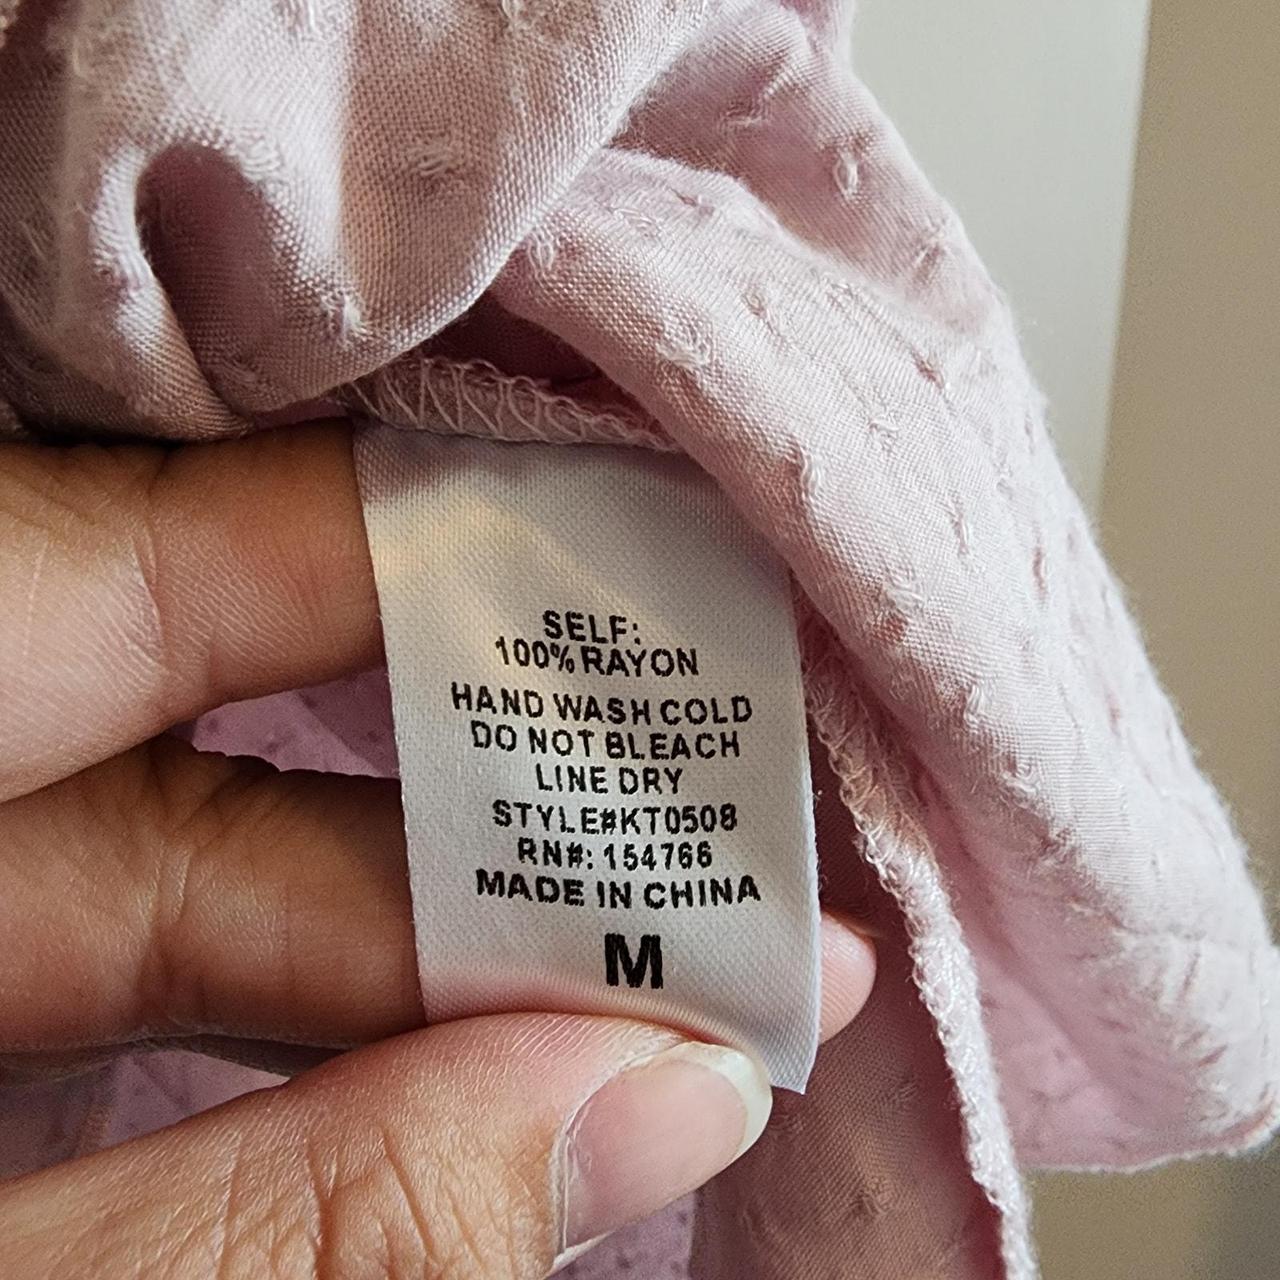 SELF:
100% RAYON
HAND WASH COLD
DO NOT BLEACH
LINE DRY
STYLE#KT0508
RN#: 154766
MADE IN CHINA
M